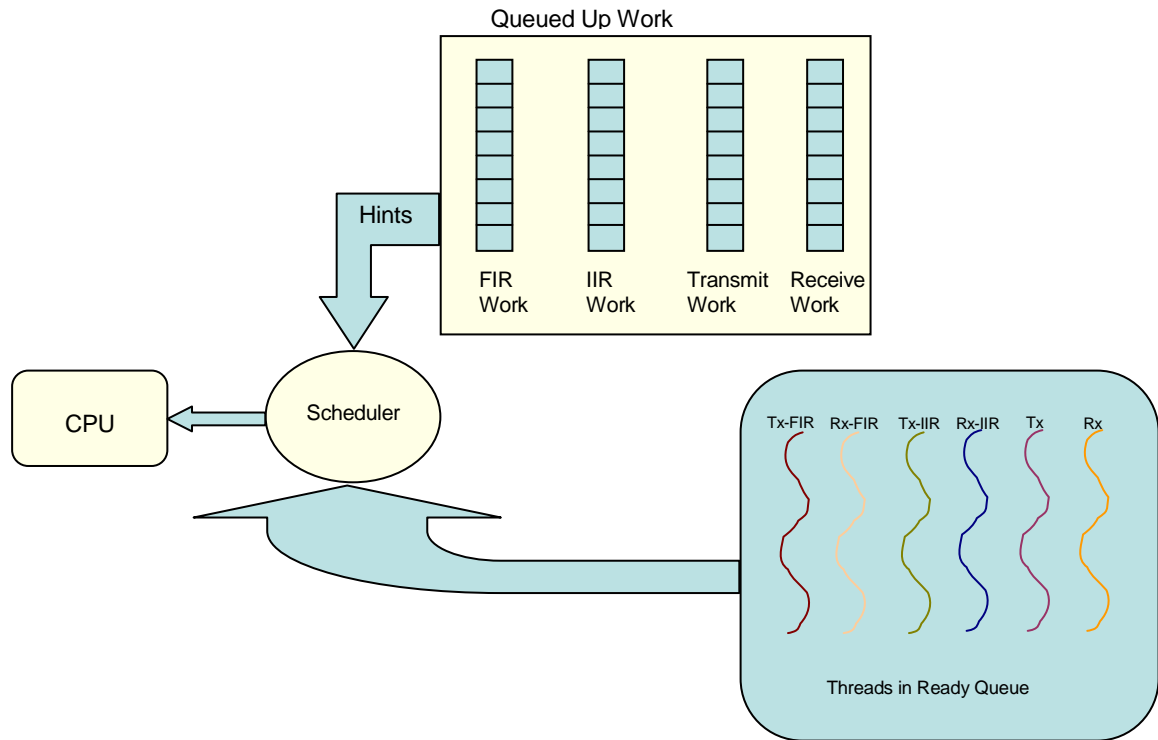 Queued Up Work
Hints
FIR
Work
IIR
Work
Transmit
Work
Receive
Work
CPU
Scheduler
Tx-FIR
Rx-FIR
Tx-IIR
Rx-IIR
Tx
Rx
Threads in Ready Queue